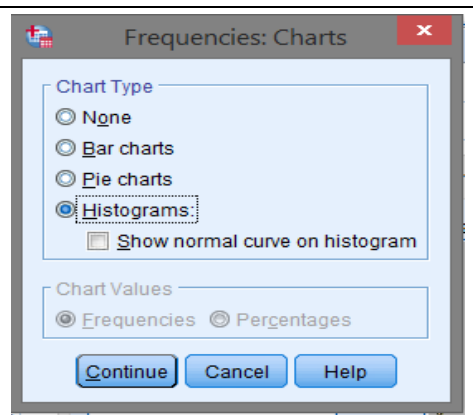 Frequencies: Charts
Chart Type
None
Bar charts
Pie charts
Histograms:
Show normal curve on histogram
Chart Values
Frequencies Percentages
Continue Cancel Help